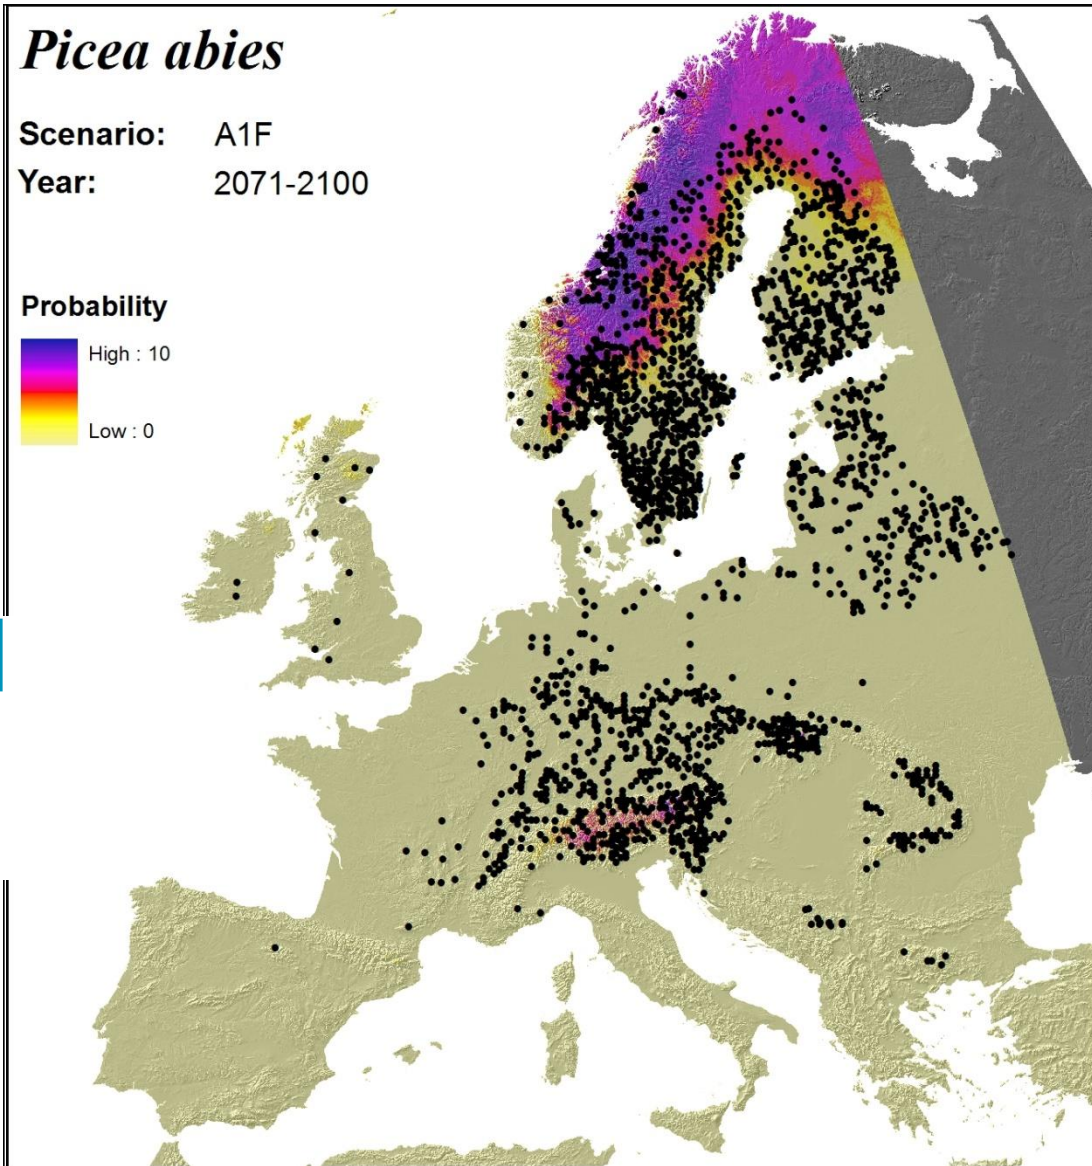 Picea abies
Scenario: A1F
Year: 2071-2100
Probability
High : 10
Low : 0